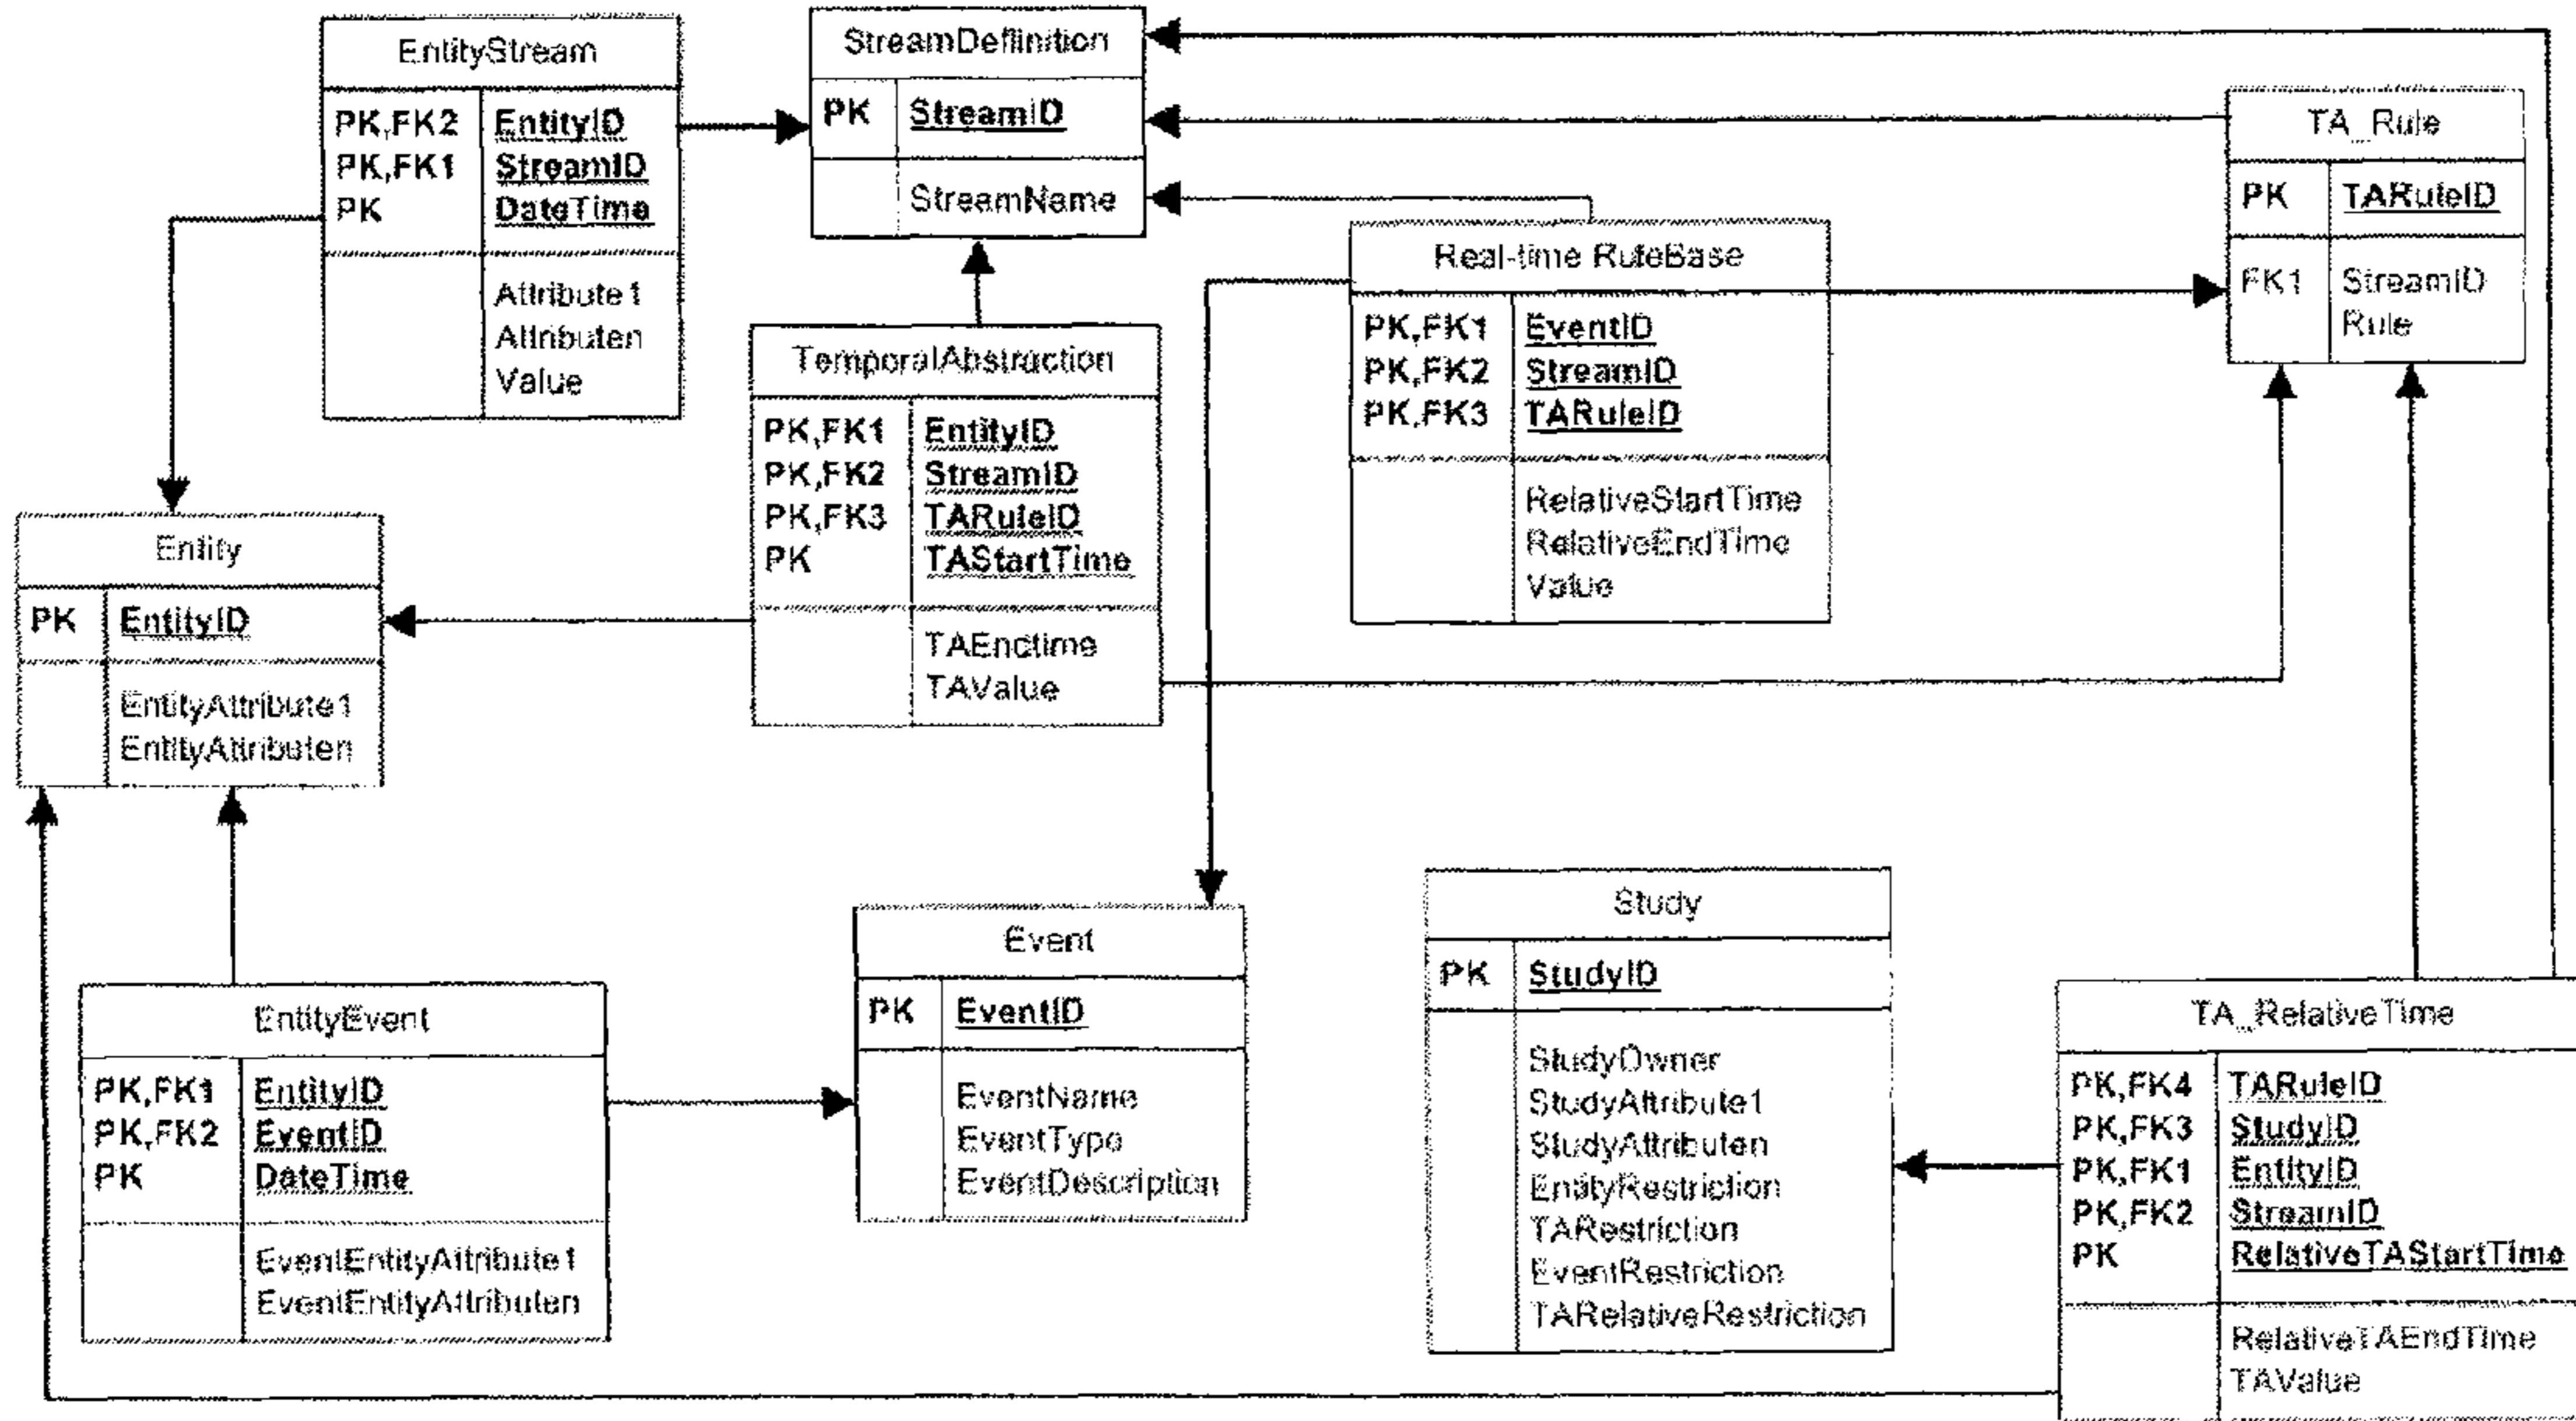 EntityStream
PK,FK2 EntityID
PK,FK1 StreamID
PK DateTime
Attribute1
Attributen
Value
StreamDefiinition
PK StreamID
StreamName
TA_Rule
PK TARuleID
FK1 StreamID
Rule
Real-time RuleBase
PK,FK1 EventID
PK,FK2 StreamID
PK,FK3 TARuleID
RelativeStartTime
RelativeEndTime
Value
TemporalAbstraction
PK,FK1 EntityID
PK,FK2 StreamID
PK,FK3 TARuleID
PK TAStartTime
TAEndtime
TAValue
Entity
PK EntityID
EntityAttribute1
EntityAttributen
EntityEvent
PK,FK1 EntityID
PK,FK2 EventID
PK DateTime
EventEntityAttribute1
EventEntityAttributen
Event
PK EventID
EventName
EventType
EventDescription
Study
PK StudyID
StudyOwner
StudyAttribute1
StudyAttributen
EntityRestriction
TARestriction
EventRestriction
TARelativeRestriction
TA_RelativeTime
PK,FK4 TARuleID
PK,FK3 StudyID
PK,FK1 EntityID
PK,FK2 StreamID
PK RelativeTAStartTime
RelativeTAEndTime
TAValue